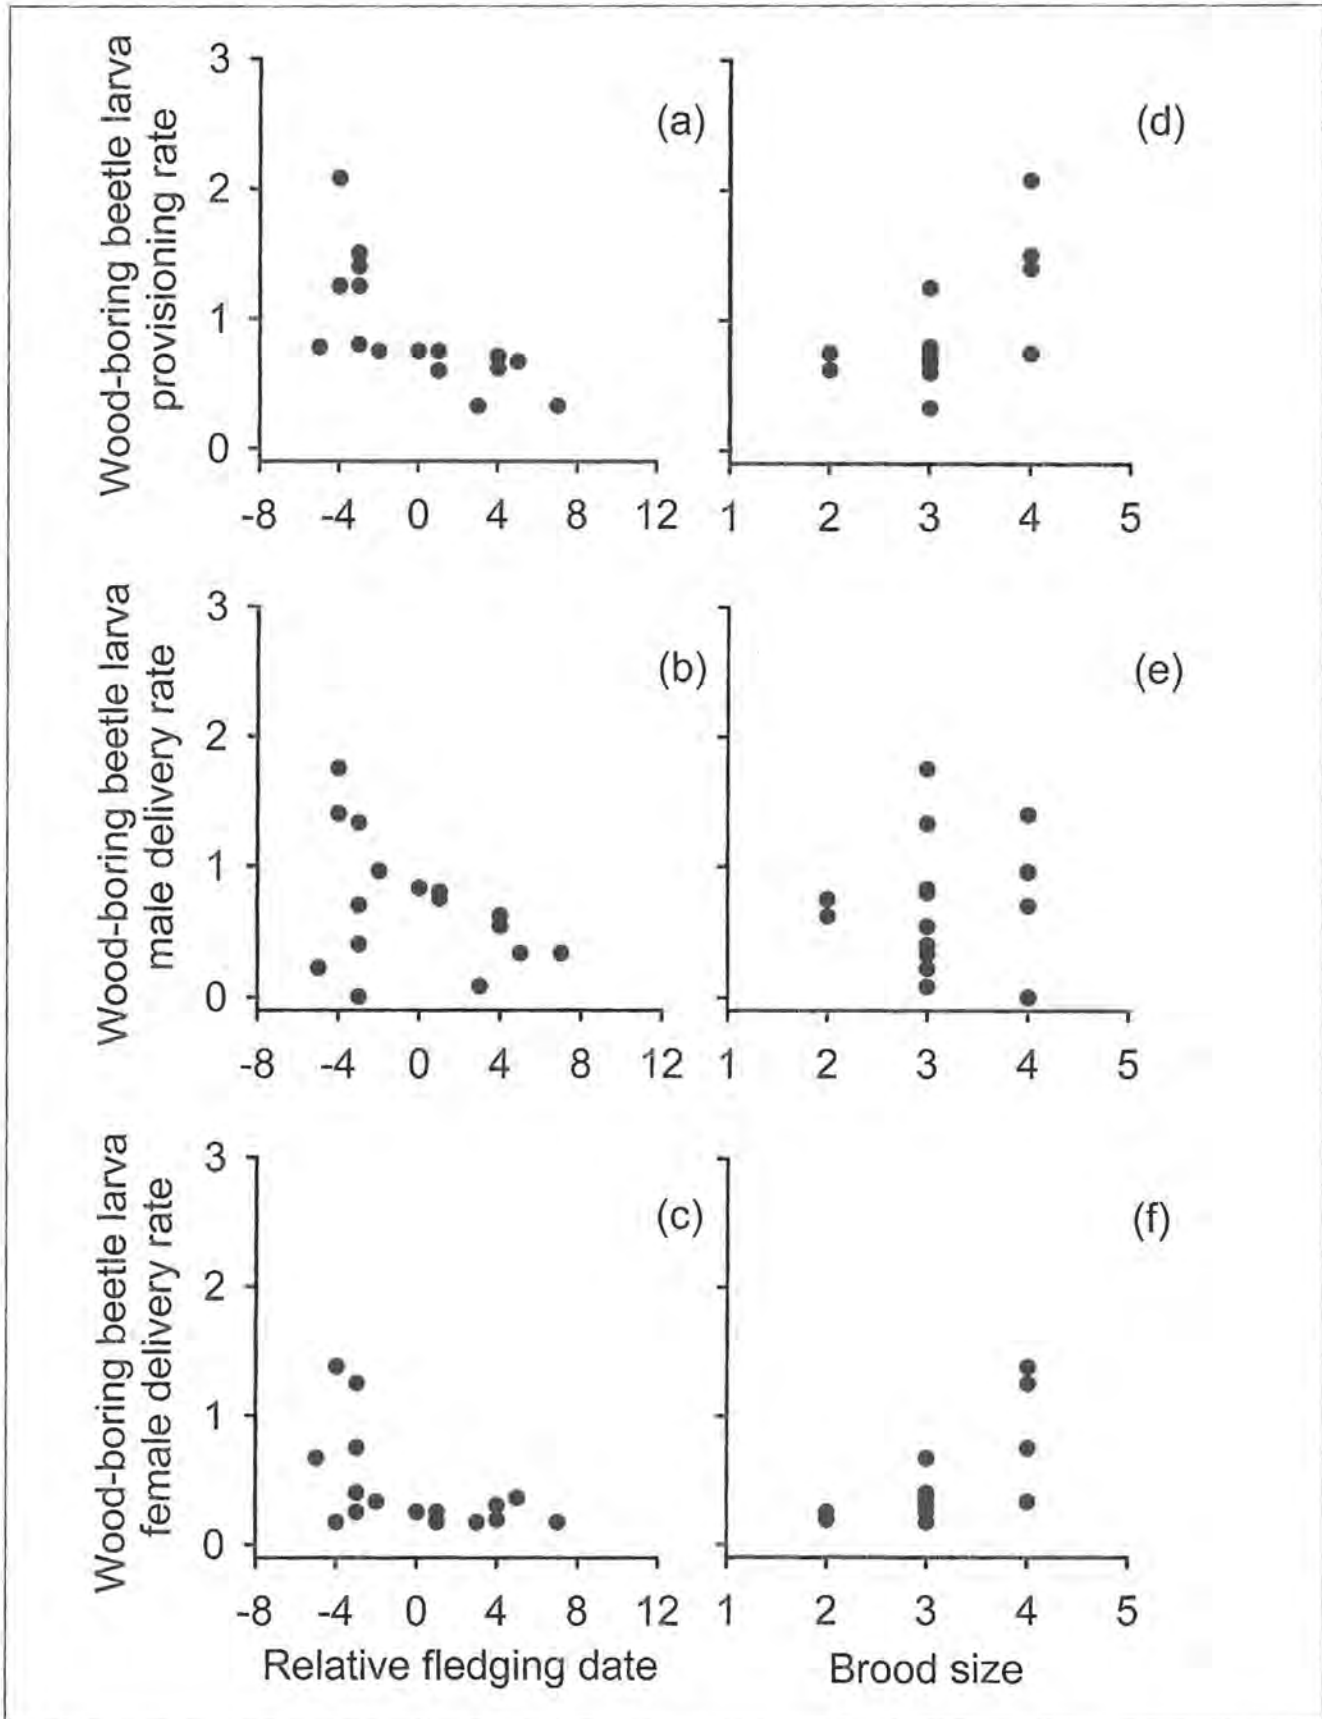 Wood-boring beetle larva
provisioning rate
3
2
1
0
(a)
-8 -4 0 4 8 12
(d)
1 2 3 4 5
Wood-boring beetle larva
male delivery rate
3
2
1
0
(b)
-8 -4 0 4 8 12
(e)
1 2 3 4 5
Wood-boring beetle larva
female delivery rate
3
2
1
0
(c)
-8 -4 0 4 8 12
Relative fledging date
(f)
1 2 3 4 5
Brood size